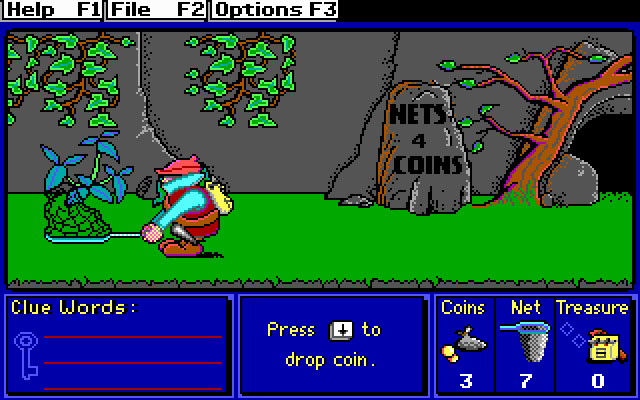 Help F1 File F2 Options F3
NETS
4
COINS
Clue Words:
Press to
drop coin.
Coins Net Treasure
3 7 0